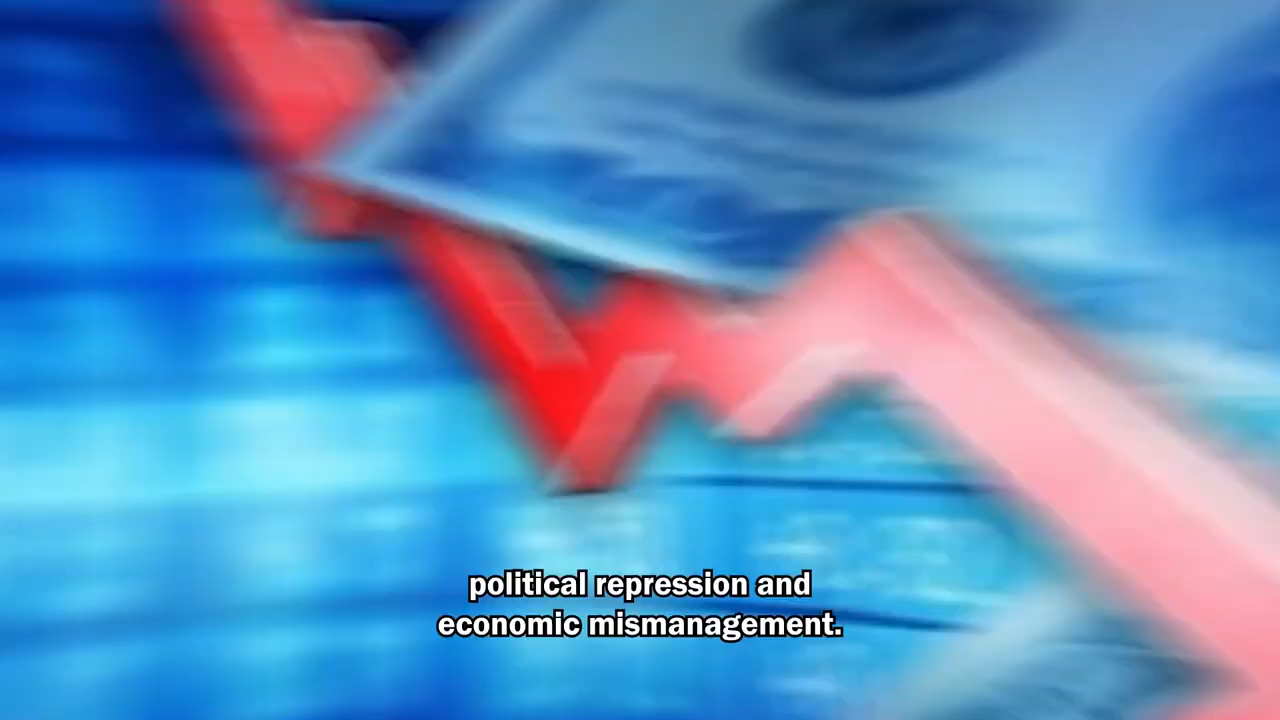 political repression and
economic mismanagement.